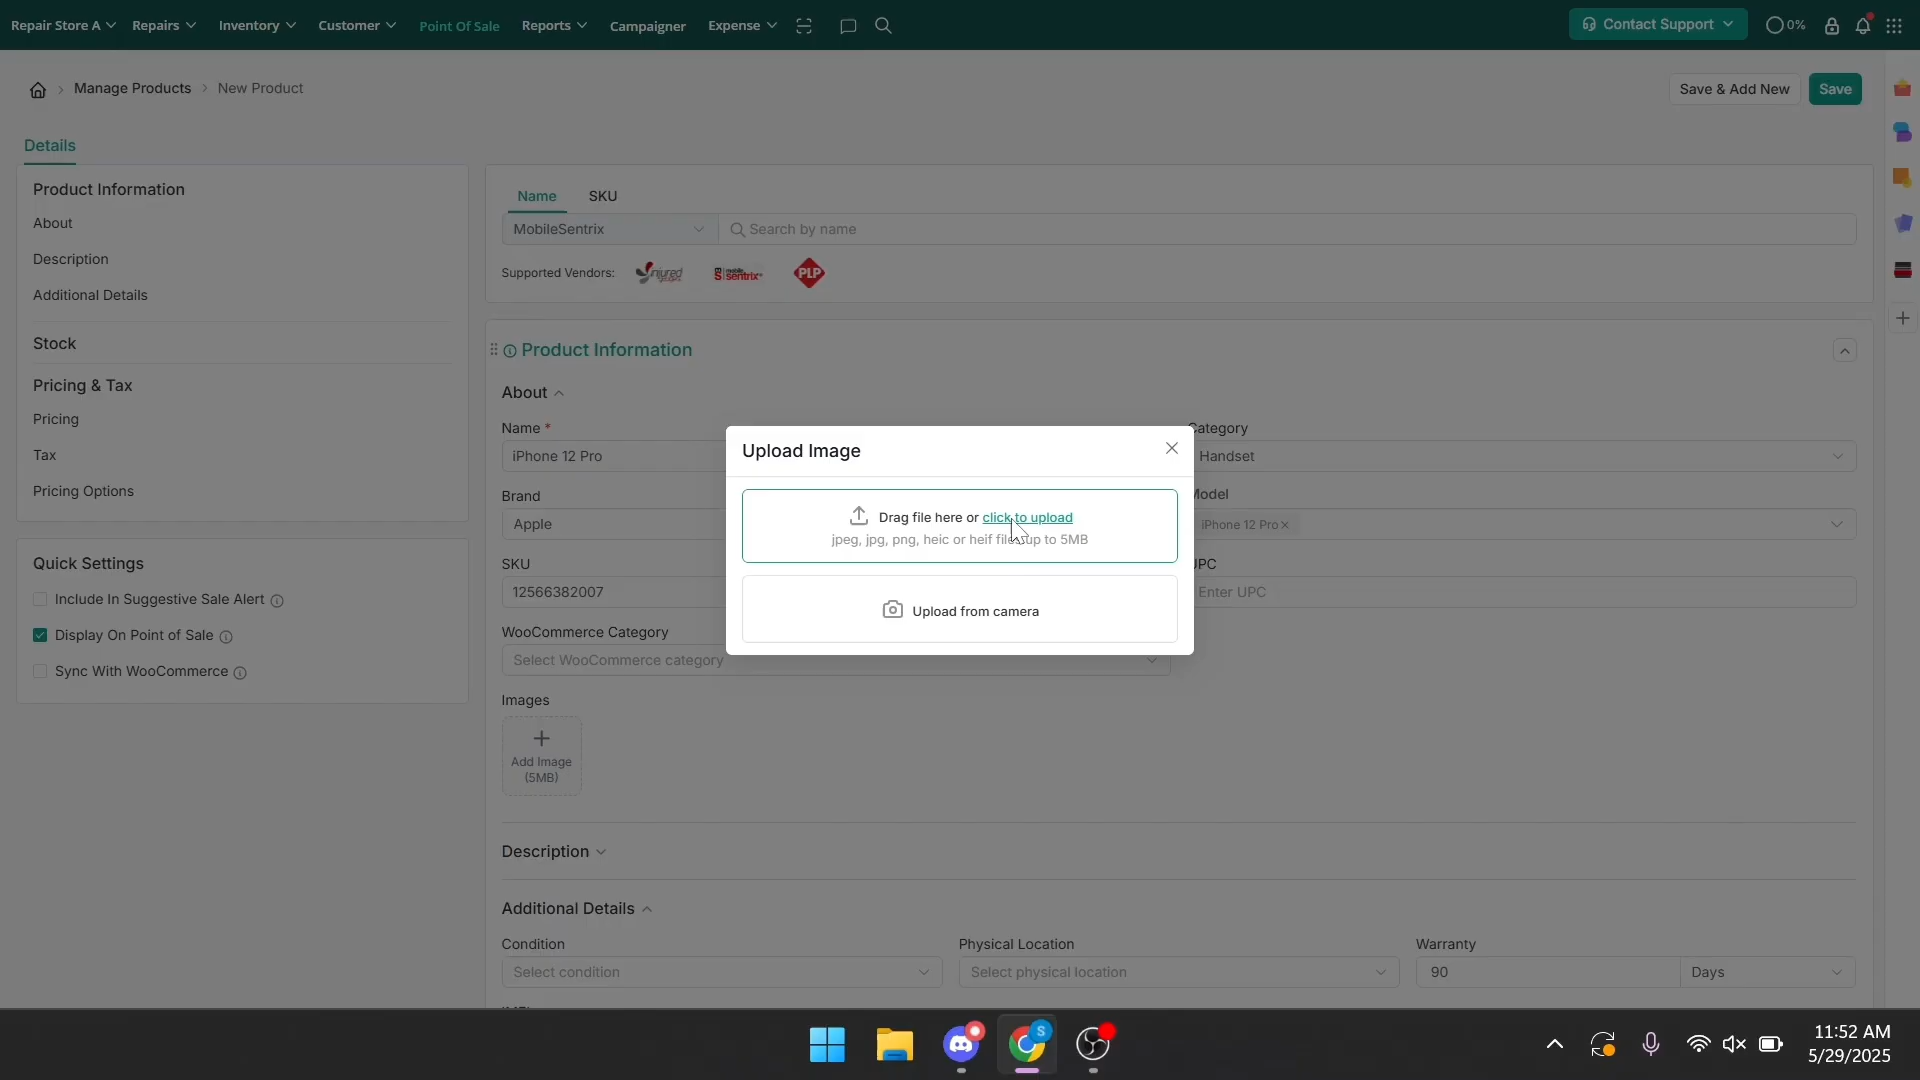 Repair Store A
Repairs
Inventory
Customer
Point Of Sale
Reports
Campaigner
Expense
Contact Support
0%
Manage Products
New Product
Save & Add New
Save
Details
Product Information
About
Description
Additional Details
Stock
Pricing & Tax
Pricing
Tax
Pricing Options
Quick Settings
Include In Suggestive Sale Alert
Display On Point of Sale
Sync With WooCommerce
Name
SKU
MobileSentrix
Search by name
Supported Vendors:
injured
mobile
sentrix
PLP
Product Information
About
Name *
iPhone 12 Pro
Category
Handset
Brand
Apple
Model
iPhone 12 Pro
SKU
12566382007
UPC
Enter UPC
WooCommerce Category
Select WooCommerce category
Images
Add Image
(5MB)
Upload Image
Drag file here or click to upload
jpeg, jpg, png, heic or heif files up to 5MB
Upload from camera
Description
Additional Details
Condition
Select condition
Physical Location
Select physical location
Warranty
90
Days
S
11:52 AM
5/29/2025